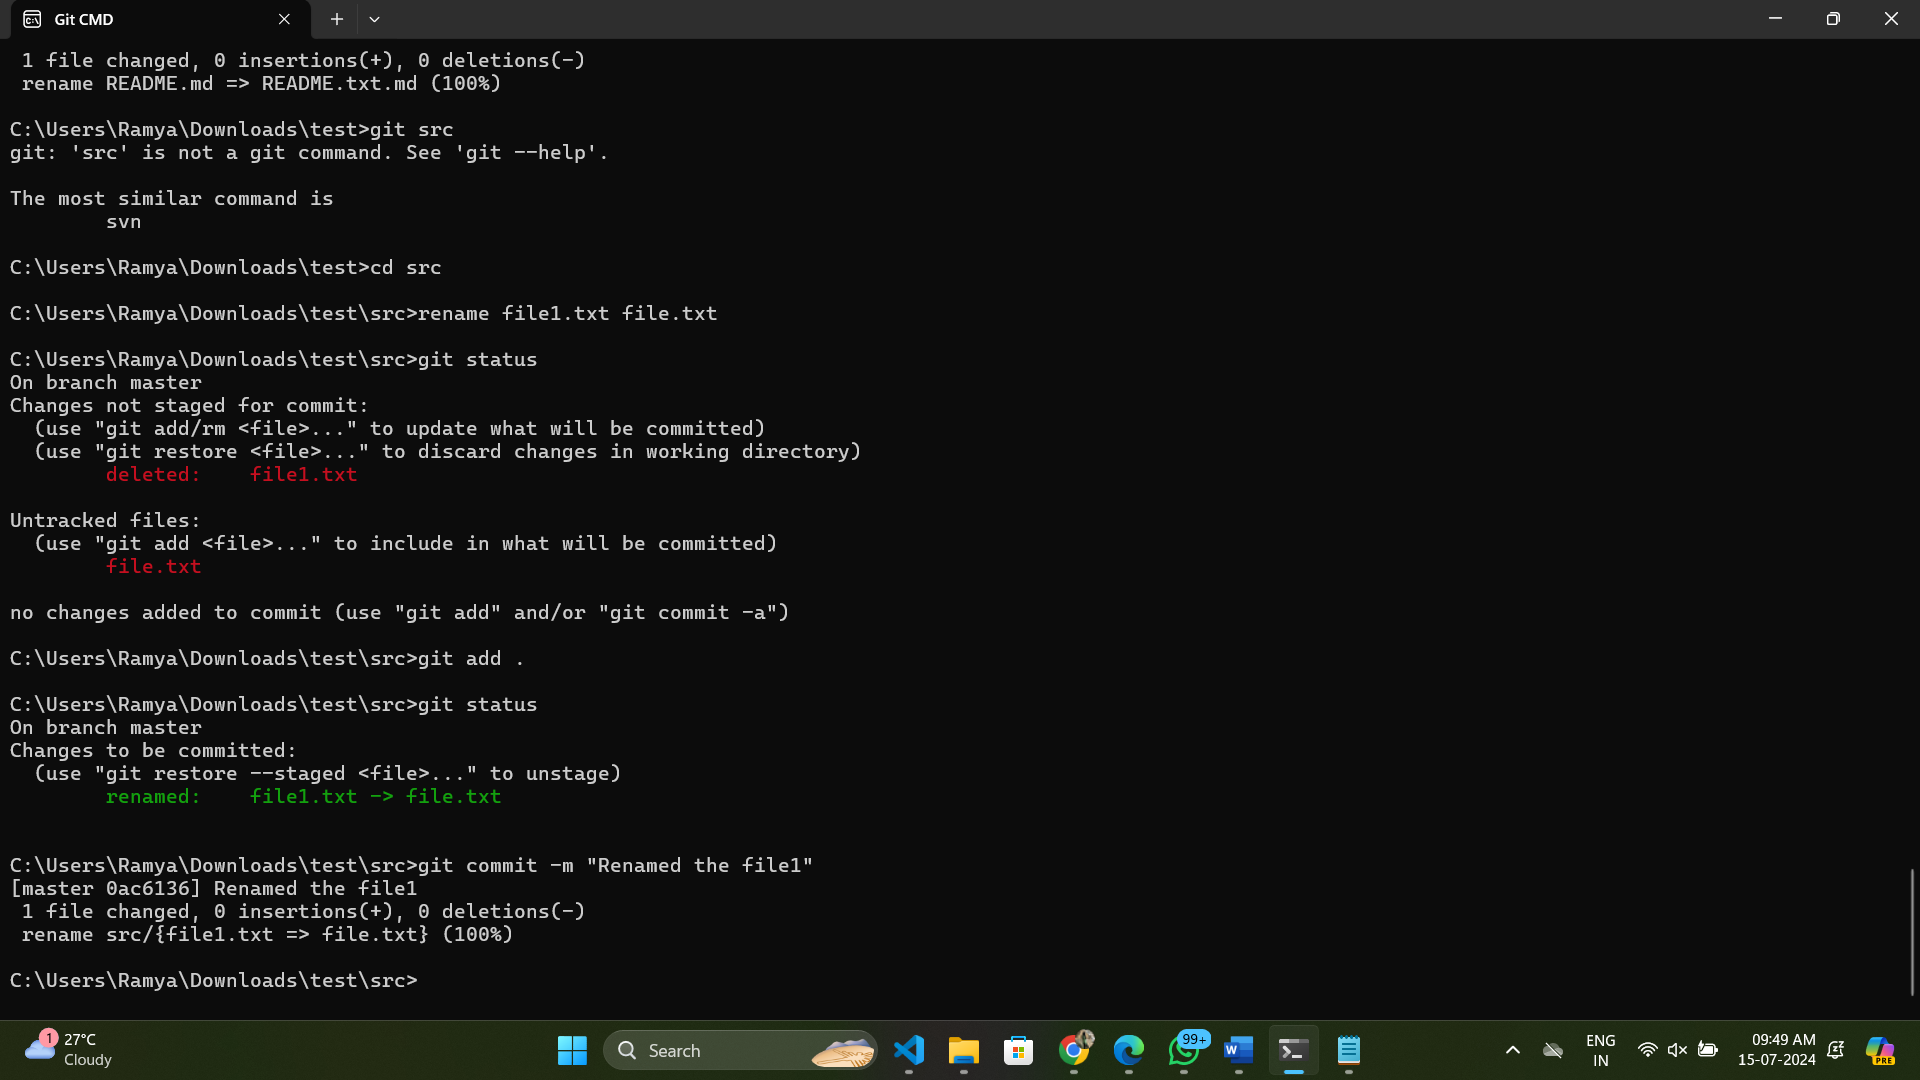 Git CMD
1 file changed, 0 insertions(+), 0 deletions(-)
rename README.md => README.txt.md (100%)
C:\Users\Ramya\Downloads\test>git src
git: 'src' is not a git command. See 'git --help'.
The most similar command is
svn
C:\Users\Ramya\Downloads\test>cd src
C:\Users\Ramya\Downloads\test\src>rename file1.txt file.txt
C:\Users\Ramya\Downloads\test\src>git status
On branch master
Changes not staged for commit:
(use "git add/rm <file>..." to update what will be committed)
(use "git restore <file>..." to discard changes in working directory)
deleted:    file1.txt
Untracked files:
(use "git add <file>..." to include in what will be committed)
file.txt
no changes added to commit (use "git add" and/or "git commit -a")
C:\Users\Ramya\Downloads\test\src>git add .
C:\Users\Ramya\Downloads\test\src>git status
On branch master
Changes to be committed:
(use "git restore --staged <file>..." to unstage)
renamed:    file1.txt -> file.txt
C:\Users\Ramya\Downloads\test\src>git commit -m "Renamed the file1"
[master 0ac6136] Renamed the file1
1 file changed, 0 insertions(+), 0 deletions(-)
rename src/{file1.txt => file.txt} (100%)
C:\Users\Ramya\Downloads\test\src>
1
27°C
Cloudy
Search
99+
W
ENG
IN
09:49 AM
15-07-2024
PRE